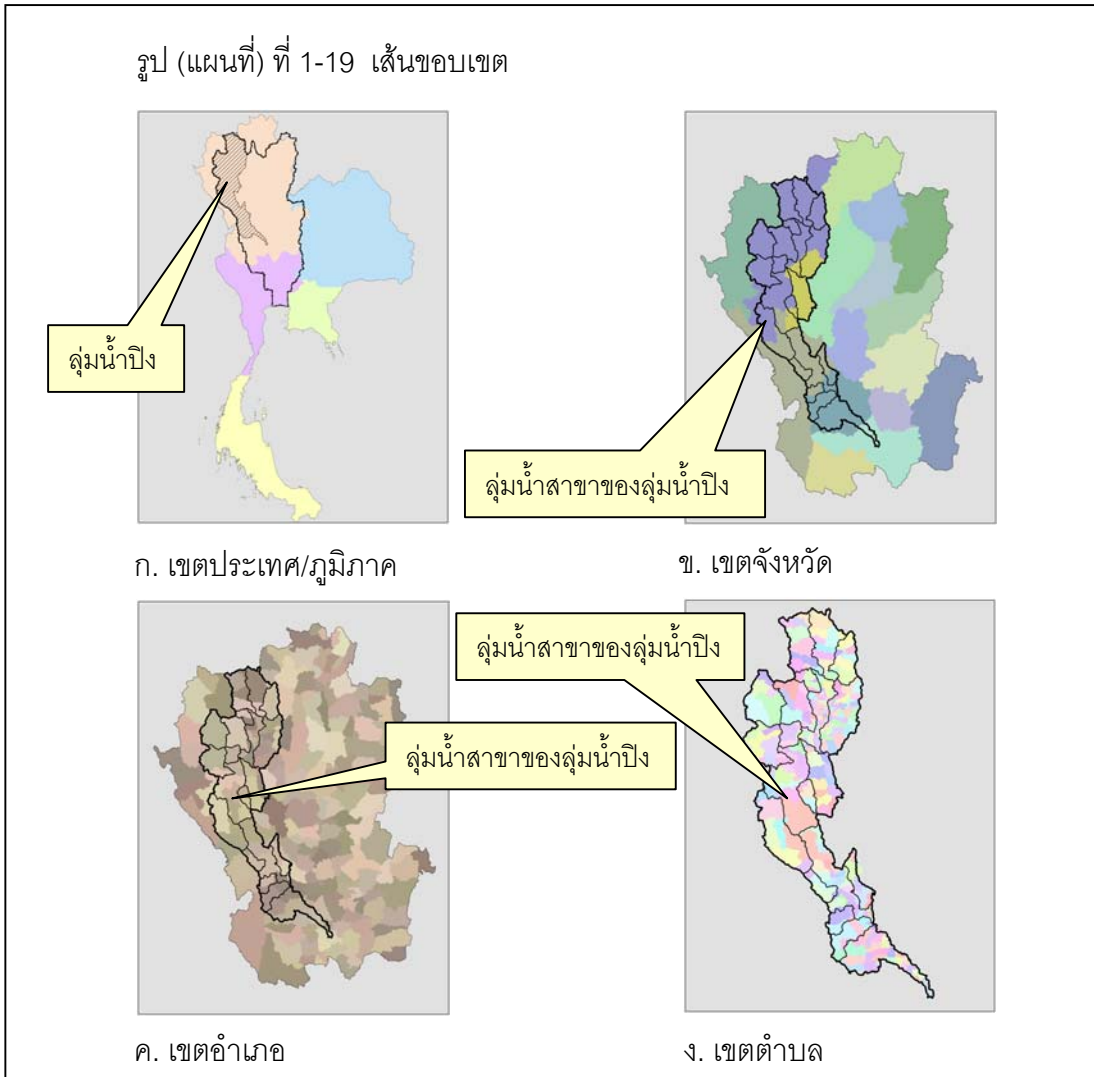 รูป (แผนที่) ที่ 1-19 เส้นขอบเขต
ลุ่มน้ำปิง
ลุ่มน้ำสาขาของลุ่มน้ำปิง
ก. เขตประเทศ/ภูมิภาค
ข. เขตจังหวัด
ลุ่มน้ำสาขาของลุ่มน้ำปิง
ลุ่มน้ำสาขาของลุ่มน้ำปิง
ค. เขตอำเภอ
ง. เขตตำบล